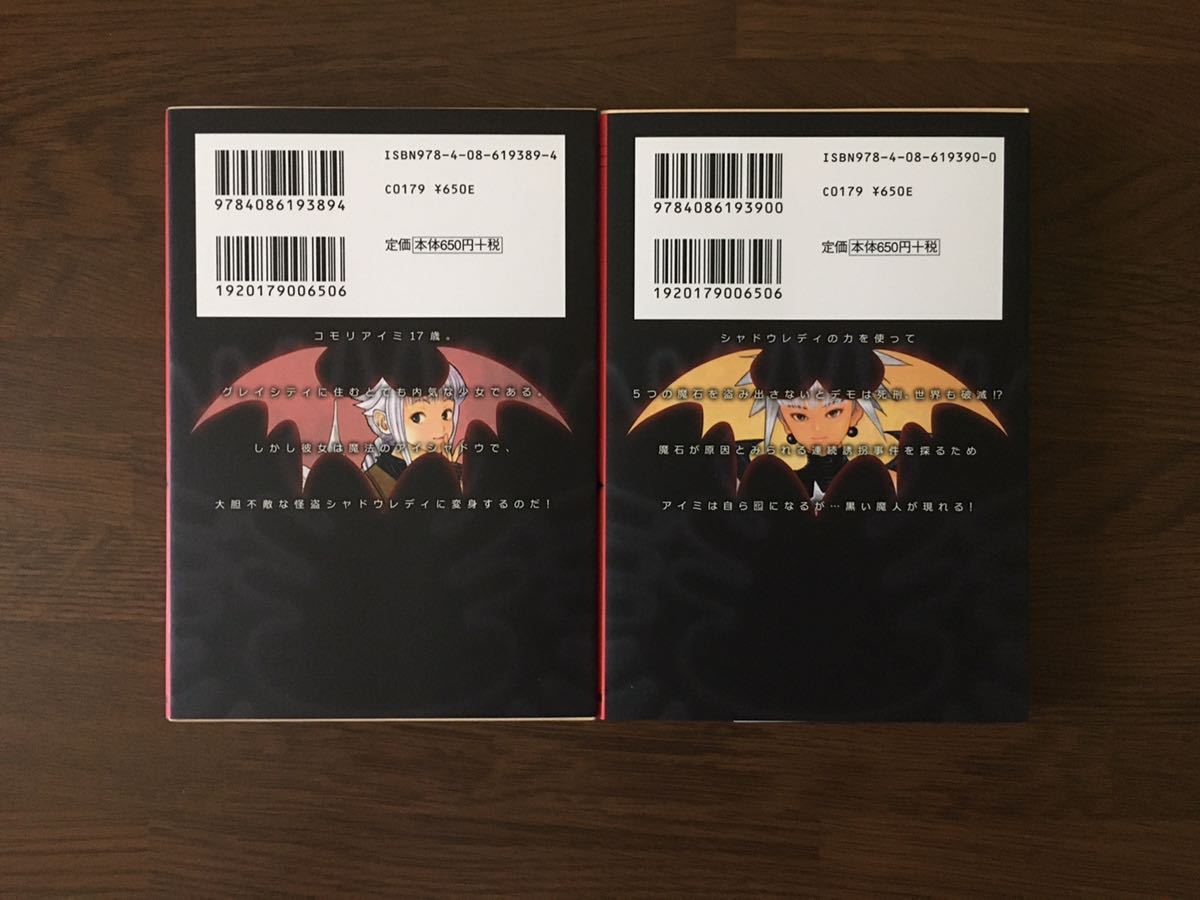 ISBN978-4-08-619389-4
9784086193894
C0179 ¥650E
1920179006506
定価 本体650円+税
コモリアイミ17歳。
グレイシティに住むとても内気な少女である。
しかし彼女は魔法のアイシャドウで、
大胆不敵な怪盗シャドウレディに変身するのだ!
ISBN978-4-08-619390-0
9784086193900
C0179 ¥650E
1920179006506
定価 本体650円+税
シャドウレディの力を使って
5つの魔石を盗み出さないとデモは死刑、世界も破滅!?
魔石が原因とみられる連続誘拐事件を探るため
アイミは自ら囮になるが…黒い魔人が現れる!